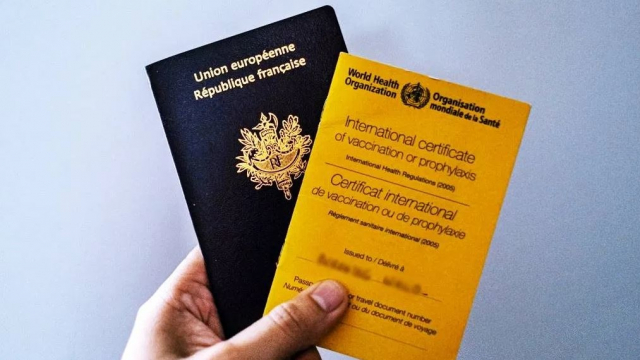 Union européenne
République française
World Health
Organization
Organisation
mondiale de la Santé
International certificate
of vaccination or prophylaxis
International Health Regulations (2005)
Certificat international
de vaccination ou de prophylaxie
Règlement sanitaire international (2005)
Issued to / Délivré à
or travel document number
ou du document de voyage